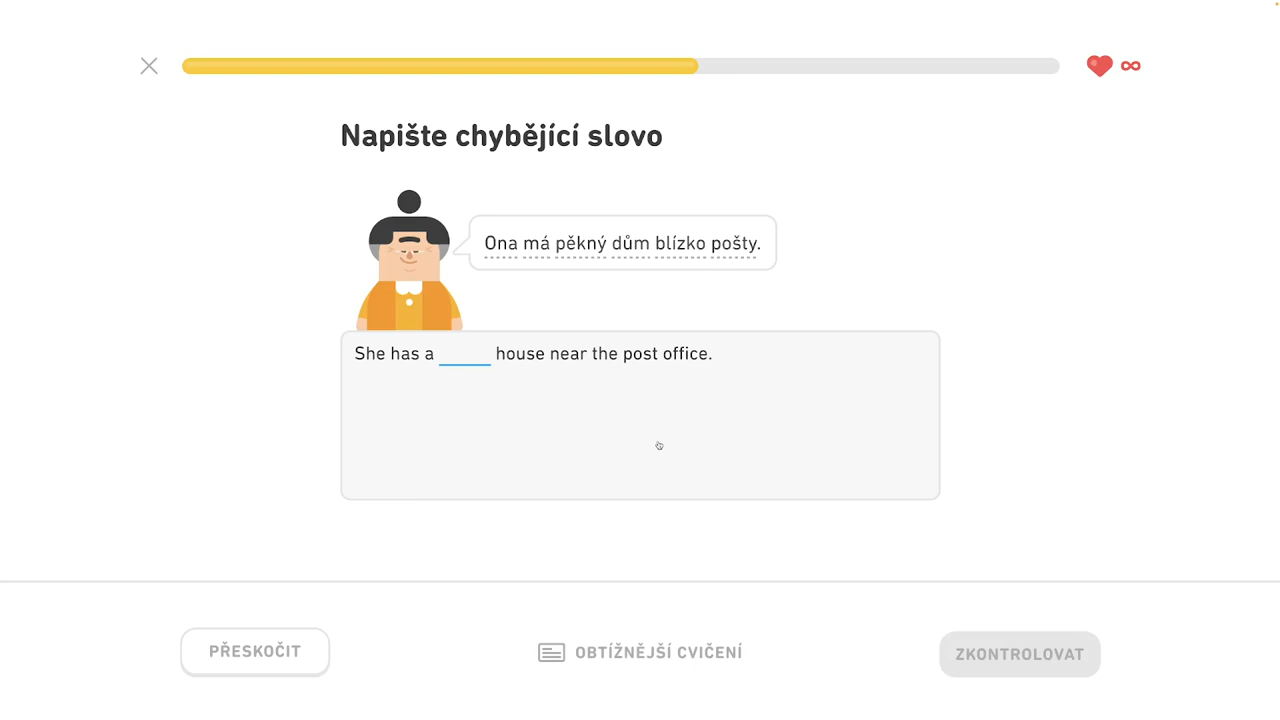 Napište chybějící slovo
Ona má pěkný dům blízko pošty.
She has a house near the post office.
PŘESKOČIT
OBTÍŽNĚJŠÍ CVIČENÍ
ZKONTROLOVAT